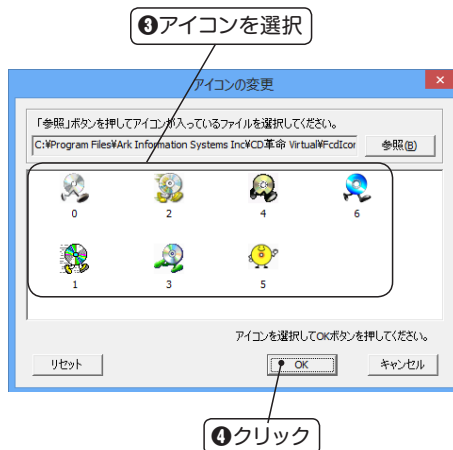 ❸アイコンを選択
アイコンの変更
「参照」ボタンを押してアイコンが入っているファイルを選択してください。
C:¥Program Files¥Ark Information Systems Inc¥CD革命 Virtual¥FcdIcor
参照(B)
0 2 4 6
1 3 5
アイコンを選択してOKボタンを押してください。
リセット OK キャンセル
❹クリック